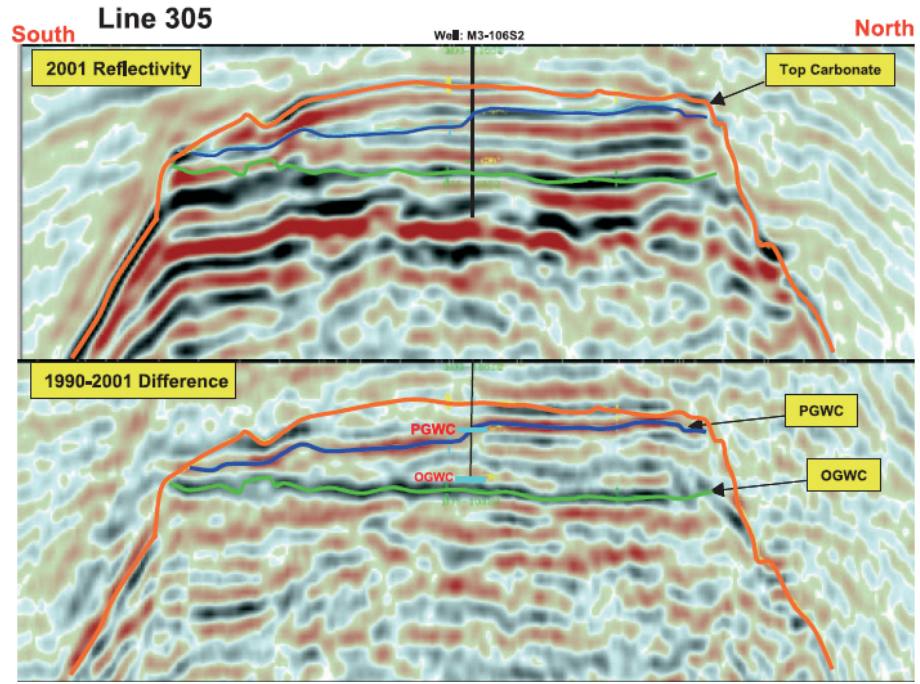 Line 305
South
North
Well: M3-106S2
2001 Reflectivity
Top Carbonate
1990-2001 Difference
PGWC
PGWC
OGWC
OGWC